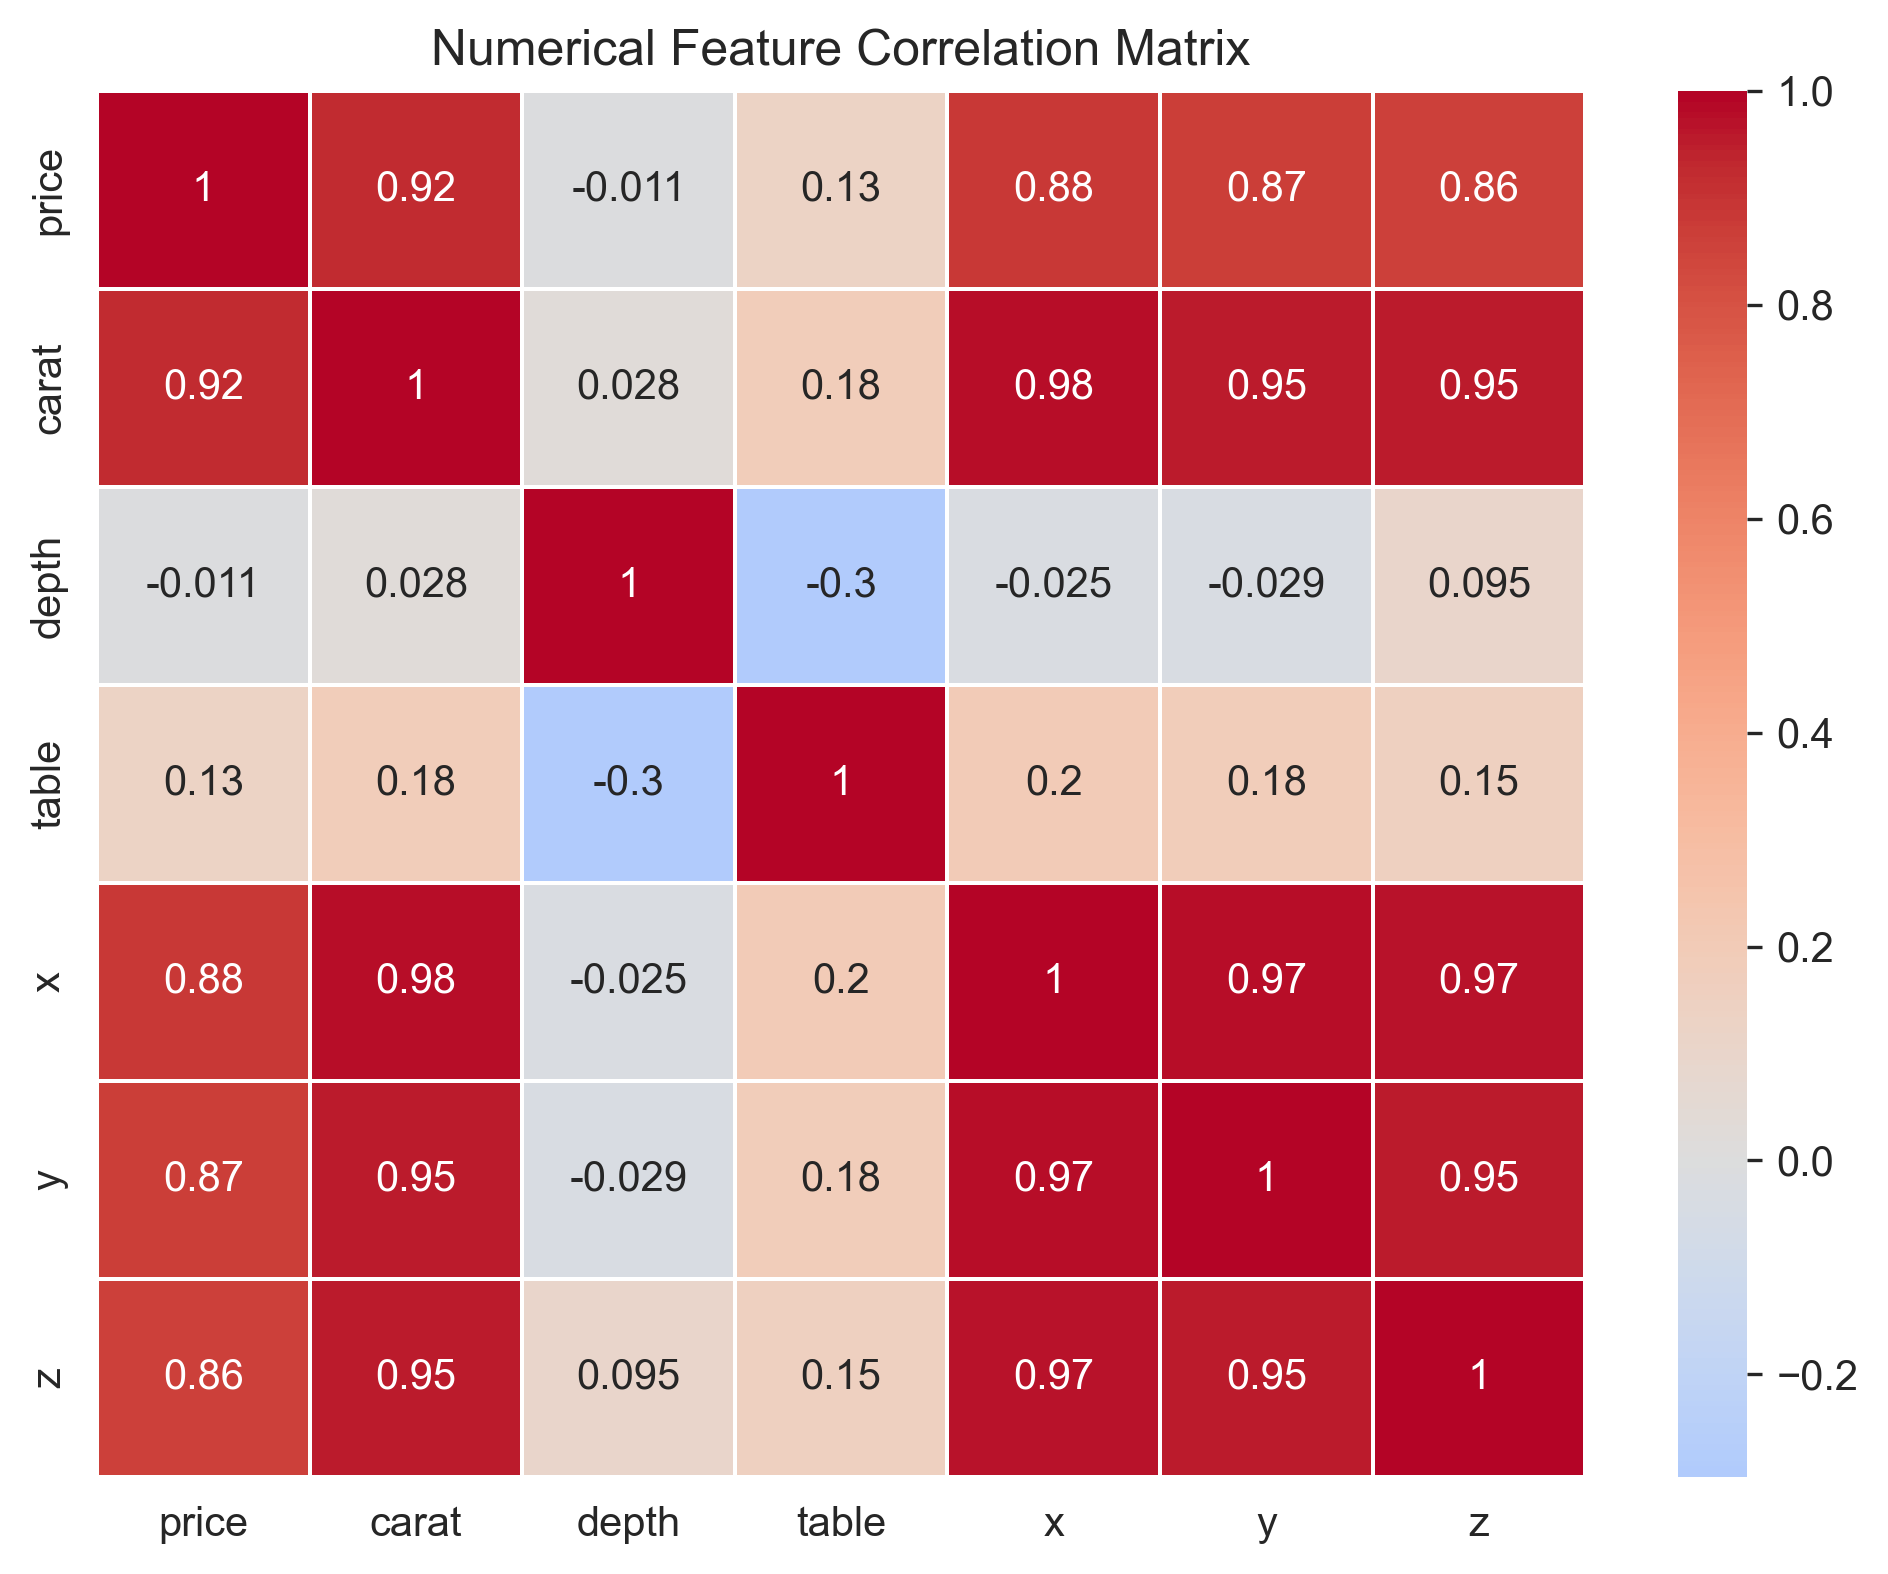 Numerical Feature Correlation Matrix
price 1 0.92 -0.011 0.13 0.88 0.87 0.86
carat 0.92 1 0.028 0.18 0.98 0.95 0.95
depth -0.011 0.028 1 -0.3 -0.025 -0.029 0.095
table 0.13 0.18 -0.3 1 0.2 0.18 0.15
x 0.88 0.98 -0.025 0.2 1 0.97 0.97
y 0.87 0.95 -0.029 0.18 0.97 1 0.95
z 0.86 0.95 0.095 0.15 0.97 0.95 1
price carat depth table x y z
1.0
0.8
0.6
0.4
0.2
0.0
−0.2